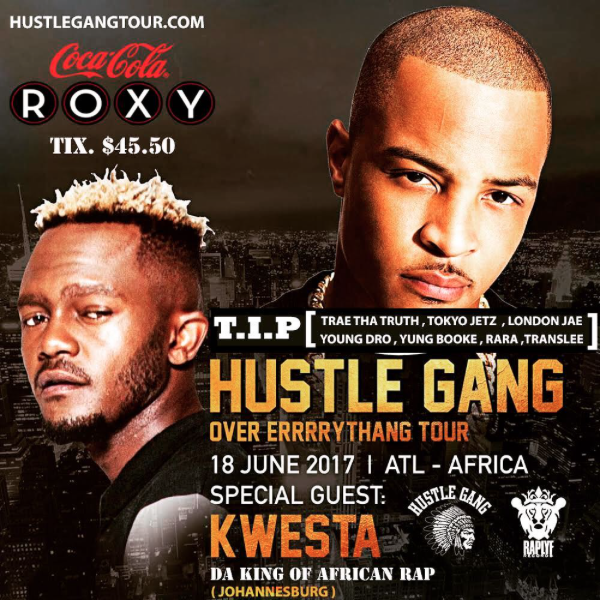 HUSTLEGANGTOUR.COM
Coca-Cola
ROXY
TIX. $45.50
T.I.P [ TRAE THA TRUTH , TOKYO JETZ , LONDON JAE
YOUNG DRO , YUNG BOOKE , RARA ,TRANSLEE ]
HUSTLE GANG
OVER ERRRRYTHANG TOUR
18 JUNE 2017 | ATL - AFRICA
SPECIAL GUEST:
KWESTA
HUSTLE GANG
RAPLYF
DA KING OF AFRICAN RAP
( JOHANNESBURG )